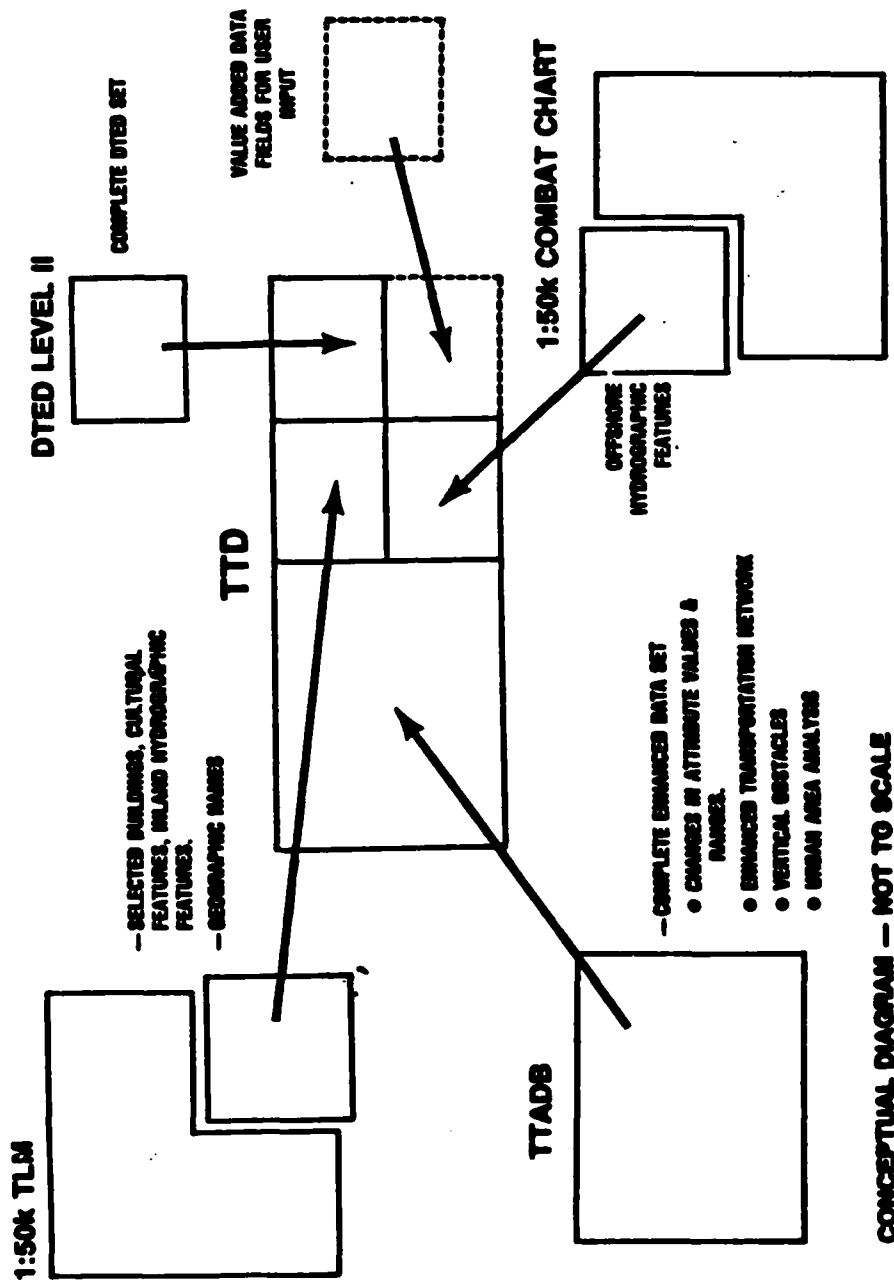 1:50k TLM
— SELECTED BUILDINGS, CULTURAL
FEATURES, INLAND HYDROGRAPHIC
FEATURES.
— GEOGRAPHIC NAMES
DTED LEVEL II
COMPLETE DTED SET
TTD
VALUE ADDED DATA
FIELDS FOR USER
INPUT
TTADB
— COMPLETE ENHANCED DATA SET
● CHANGES IN ATTRIBUTE VALUES &
RANGES.
● ENHANCED TRANSPORTATION NETWORK
● VERTICAL OBSTACLES
● URBAN AREA ANALYSIS
1:50k COMBAT CHART
OFFSHORE
HYDROGRAPHIC
FEATURES
CONCEPTUAL DIAGRAM — NOT TO SCALE